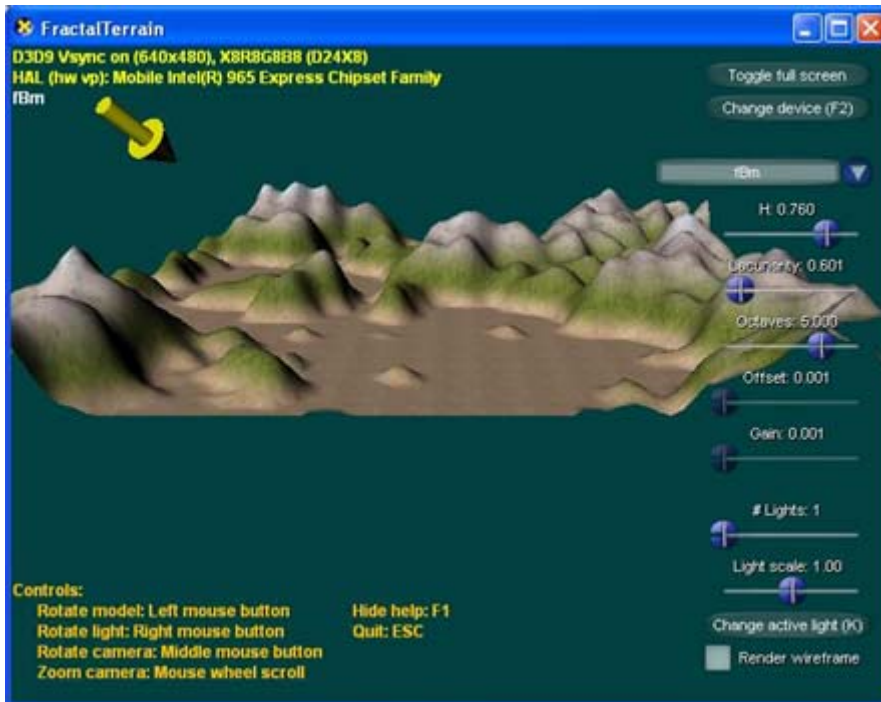 FractalTerrain
D3D9 Vsync on (640x480), X8R8G8B8 (D24X8)
HAL (hw vp): Mobile Intel(R) 965 Express Chipset Family
fBm
Toggle full screen
Change device (F2)
fBm
H: 0.760
Lacunarity: 0.601
Octaves: 5.000
Offset: 0.001
Gain: 0.001
# Lights: 1
Light scale: 1.00
Change active light (K)
Render wireframe
Controls:
Rotate model: Left mouse button
Rotate light: Right mouse button
Rotate camera: Middle mouse button
Zoom camera: Mouse wheel scroll
Hide help: F1
Quit: ESC